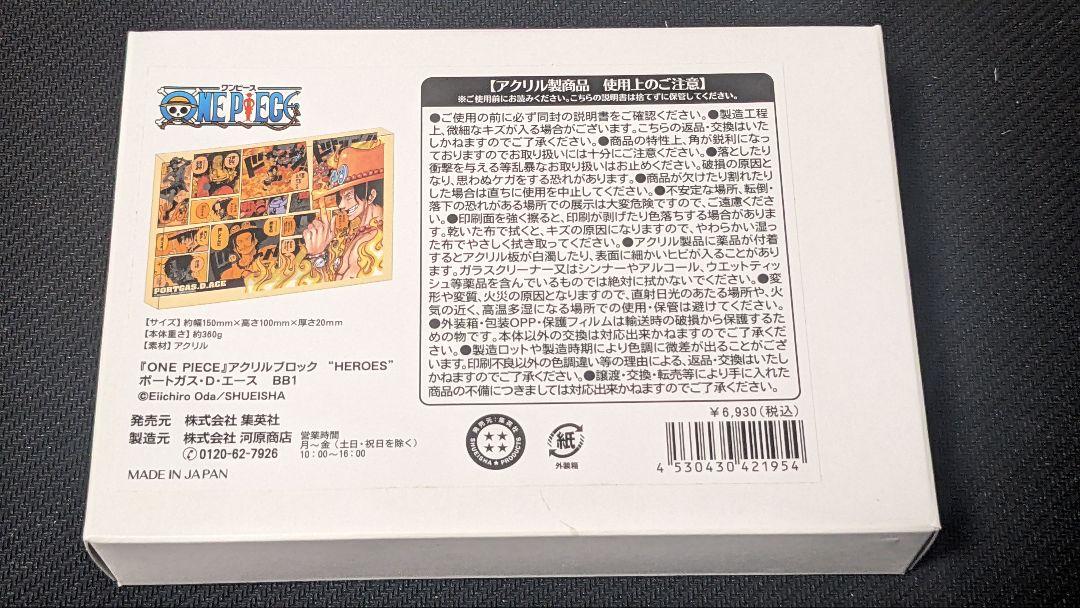 ワンピース
ONE PIECE
PORTGAS.D.ACE
【サイズ】約幅150mm×高さ100mm×厚さ20mm
【本体重さ】約360g
【素材】アクリル
『ONE PIECE』アクリルブロック “HEROES”
ポートガス・D・エース BB1
©Eiichiro Oda/SHUEISHA
発売元 株式会社 集英社
製造元 株式会社 河原商店
営業時間
月〜金(土日・祝日を除く)
10:00〜16:00
0120-62-7926
MADE IN JAPAN
【アクリル製商品 使用上のご注意】
※ご使用前にお読みください。こちらの説明書は捨てずに保管してください。
●ご使用の前に必ず同封の説明書をご確認ください。●製造工程
上、微細なキズが入る場合がございます。こちらの返品・交換はいた
しかねますのでご了承ください。●商品の特性上、角が鋭利になっ
ておりますのでお取り扱いには十分にご注意ください。●落としたり
衝撃を与える等乱暴なお取り扱いはお止めください。破損の原因と
なり、思わぬケガをする恐れがあります。●商品が欠けたり割れたり
した場合は直ちに使用を中止してください。●不安定な場所、転倒・
落下の恐れがある場所での展示は大変危険ですので、ご遠慮くださ
い。●印刷面を強く擦ると、印刷が剥げたり色落ちする場合がありま
す。乾いた布で拭くと、キズの原因になりますので、やわらかい湿っ
た布でやさしく拭き取ってください。●アクリル製品に薬品が付着
するとアクリル板が白濁したり、表面に細かいヒビが入ることがあり
ます。ガラスクリーナー又はシンナーやアルコール、ウエットティッ
シュ等薬品を含んでいるものでは絶対に拭かないでください。●変
形や変質、火災の原因となりますので、直射日光のあたる場所や、火
気の近く、高温多湿になる場所での使用・保管は避けてください。
●外装箱・包装OPP・保護フィルムは輸送時の破損から保護するた
めの物です。本体以外の交換は対応出来かねますのでご了承くだ
さい。●製造ロットや製造時期により色調に微差が出ることがござ
います。印刷不良以外の色調違い等の理由による、返品・交換はいたし
かねますのでご了承ください。●譲渡・交換・転売等により手に入れた
商品の不備につきましては対応出来かねますのでご了承ください。
¥6,930(税込)
発売元:集英社
SHUEISHA PRODUCTS
紙
外装箱
4 530430 421954